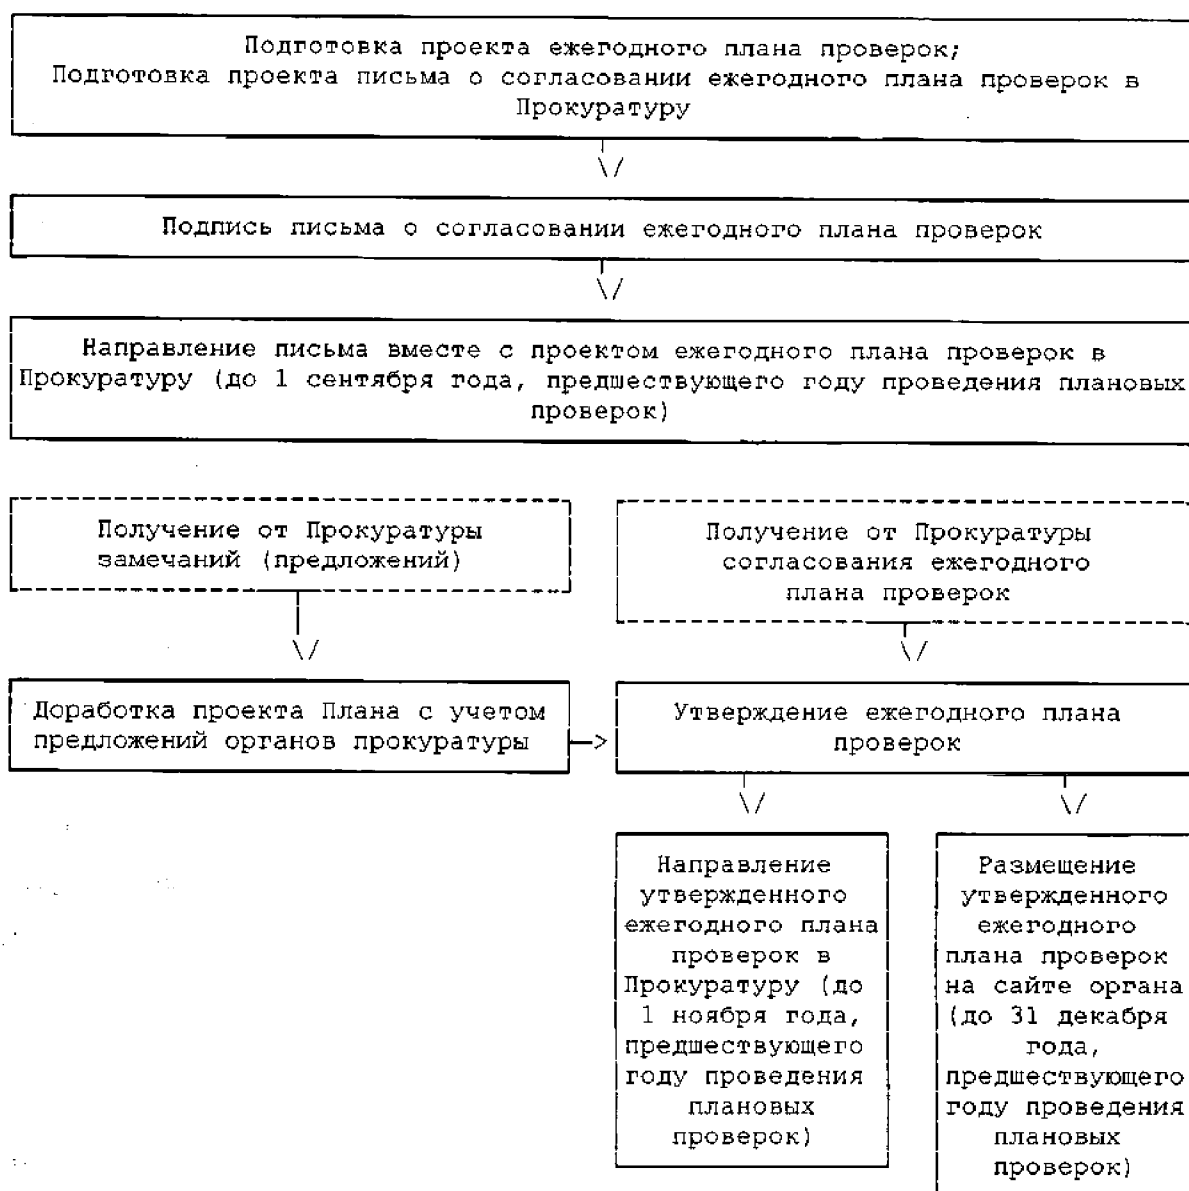 Подготовка проекта ежегодного плана проверок;
Подготовка проекта письма о согласовании ежегодного плана проверок в
Прокуратуру
Подпись письма о согласовании ежегодного плана проверок
Направление письма вместе с проектом ежегодного плана проверок в
Прокуратуру (до 1 сентября года, предшествующего году проведения плановых
проверок)
Получение от Прокуратуры
замечаний (предложений)
Получение от Прокуратуры
согласования ежегодного
плана проверок
Доработка проекта Плана с учетом
предложений органов прокуратуры
Утверждение ежегодного плана
проверок
Направление
утвержденного
ежегодного плана
проверок в
Прокуратуру (до
1 ноября года,
предшествующего
году проведения
плановых
проверок)
Размещение
утвержденного
ежегодного
плана проверок
на сайте органа
(до 31 декабря
года,
предшествующего
году проведения
плановых
проверок)